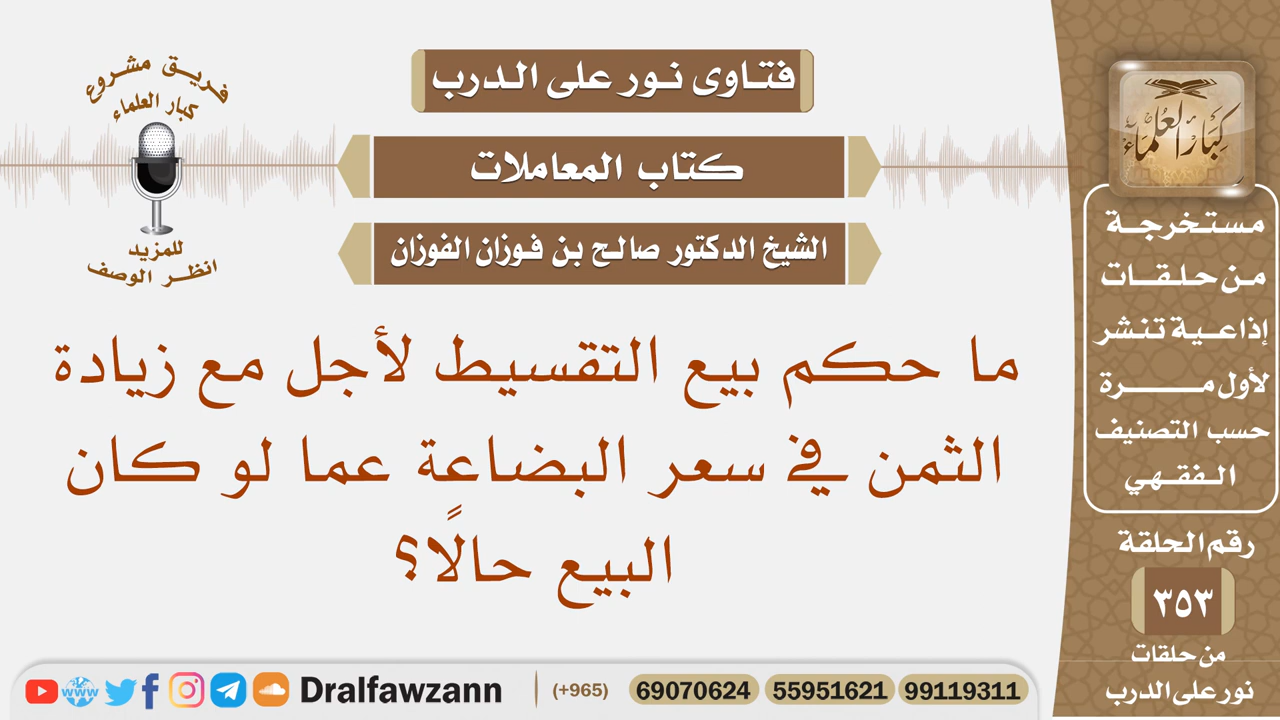 فتاوى نور على الدرب
كتاب المعاملات
الشيخ الدكتور صالح بن فوزان الفوزان
ما حكم بيع التقسيط لأجل مع زيادة
الثمن في سعر البضاعة عما لو كان
البيع حالًا؟
فريق مشروع
كبار العلماء
للمزيد
انظر الوصف
كبار العلماء
مستخرجة
من حلقات
إذاعية تنشر
لأول مرة
حسب التصنيف
الفقهي
رقم الحلقة
٣٥٣
من حلقات
نور على الدرب
www
Dralfawzann
(+965)
69070624
55951621
99119311